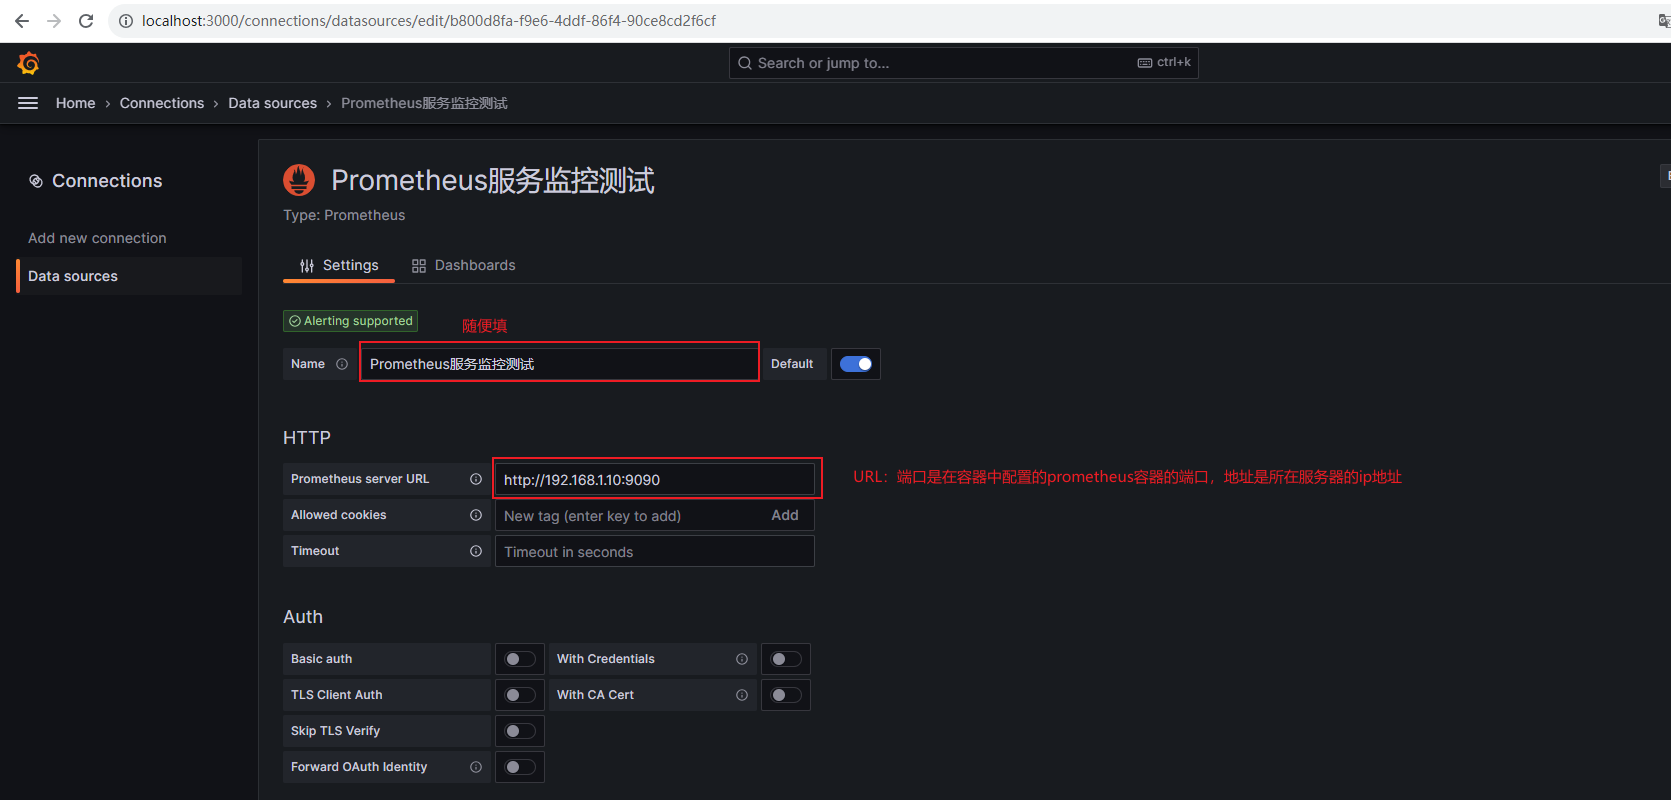 localhost:3000/connections/datasources/edit/b800d8fa-f9e6-4ddf-86f4-90ce8cd2f6cf
Search or jump to...
ctrl+k
Home › Connections › Data sources › Prometheus服务监控测试
Connections
Add new connection
Data sources
Prometheus服务监控测试
Type: Prometheus
Settings
Dashboards
Alerting supported
随便填
Name
Prometheus服务监控测试
Default
HTTP
Prometheus server URL
http://192.168.1.10:9090
URL：端口是在容器中配置的prometheus容器的端口，地址是所在服务器的ip地址
Allowed cookies
New tag (enter key to add)
Add
Timeout
Timeout in seconds
Auth
Basic auth
With Credentials
TLS Client Auth
With CA Cert
Skip TLS Verify
Forward OAuth Identity